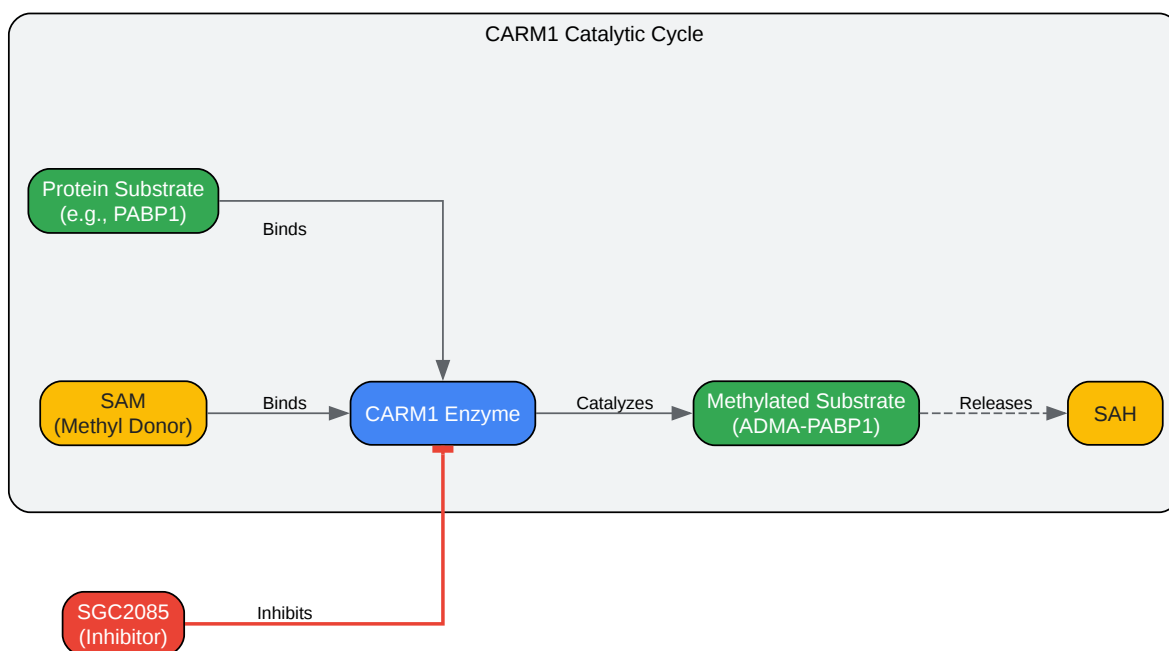 CARM1 Catalytic Cycle
Protein Substrate
(e.g., PABP1)
Binds
SAM
(Methyl Donor)
Binds
CARM1 Enzyme
Catalyzes
Methylated Substrate
(ADMA-PABP1)
Releases
SAH
SGC2085
(Inhibitor)
Inhibits